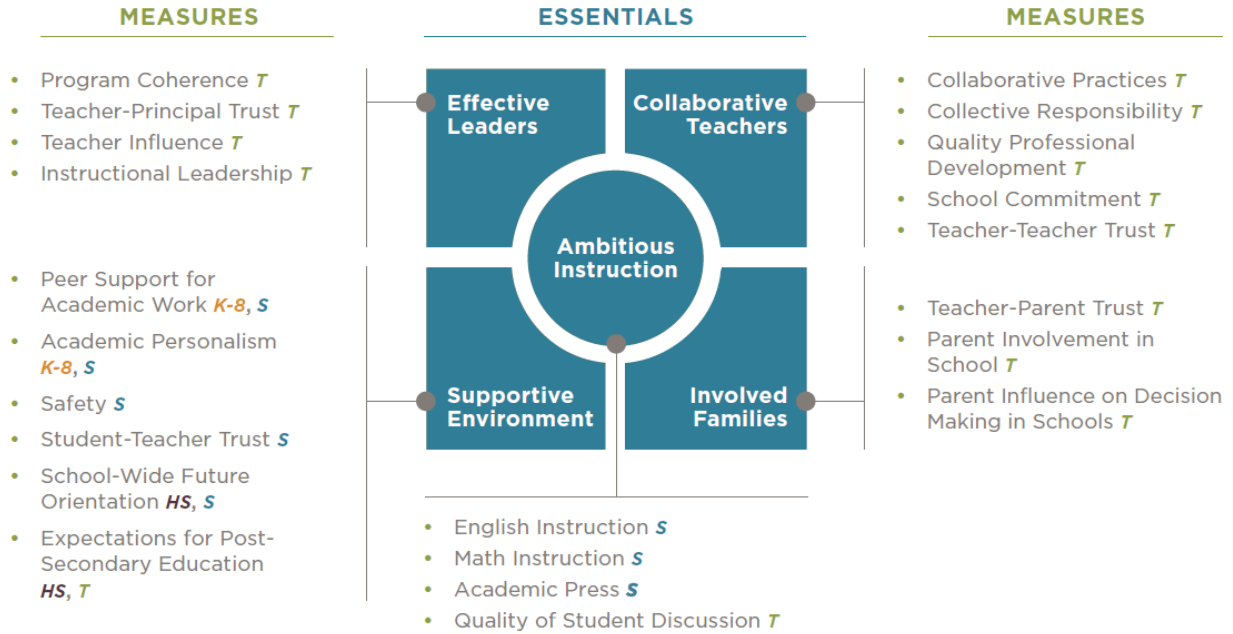 MEASURES
• Program Coherence T
• Teacher-Principal Trust T
• Teacher Influence T
• Instructional Leadership T
• Peer Support for
Academic Work K-8, S
• Academic Personalism
K-8, S
• Safety S
• Student-Teacher Trust S
• School-Wide Future
Orientation HS, S
• Expectations for Post-
Secondary Education
HS, T
ESSENTIALS
Effective
Leaders
Collaborative
Teachers
Ambitious
Instruction
Supportive
Environment
Involved
Families
• English Instruction S
• Math Instruction S
• Academic Press S
• Quality of Student Discussion T
MEASURES
• Collaborative Practices T
• Collective Responsibility T
• Quality Professional
Development T
• School Commitment T
• Teacher-Teacher Trust T
• Teacher-Parent Trust T
• Parent Involvement in
School T
• Parent Influence on Decision
Making in Schools T